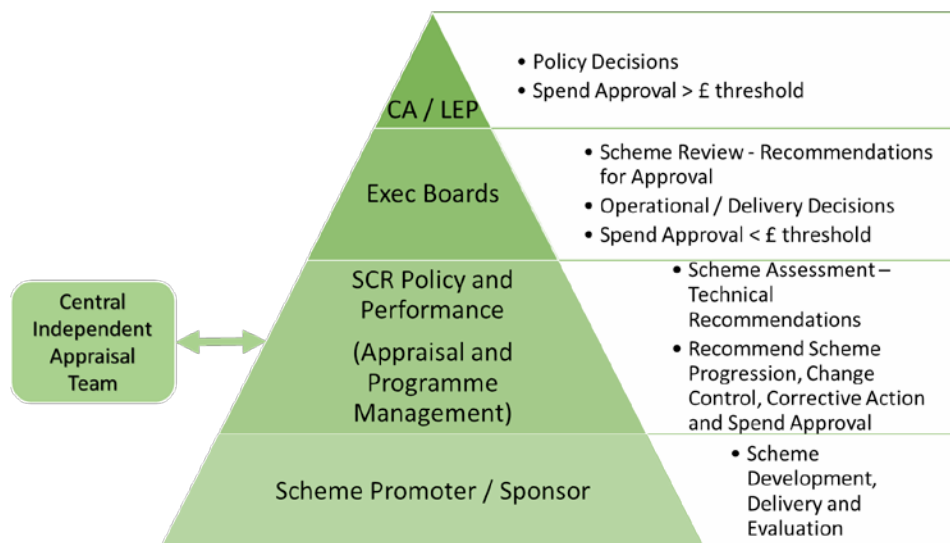 CA / LEP
• Policy Decisions
• Spend Approval > £ threshold
Exec Boards
• Scheme Review - Recommendations
for Approval
• Operational / Delivery Decisions
• Spend Approval < £ threshold
Central
Independent
Appraisal
Team
SCR Policy and
Performance
(Appraisal and
Programme
Management)
• Scheme Assessment –
Technical
Recommendations
• Recommend Scheme
Progression, Change
Control, Corrective Action
and Spend Approval
Scheme Promoter / Sponsor
• Scheme
Development,
Delivery and
Evaluation